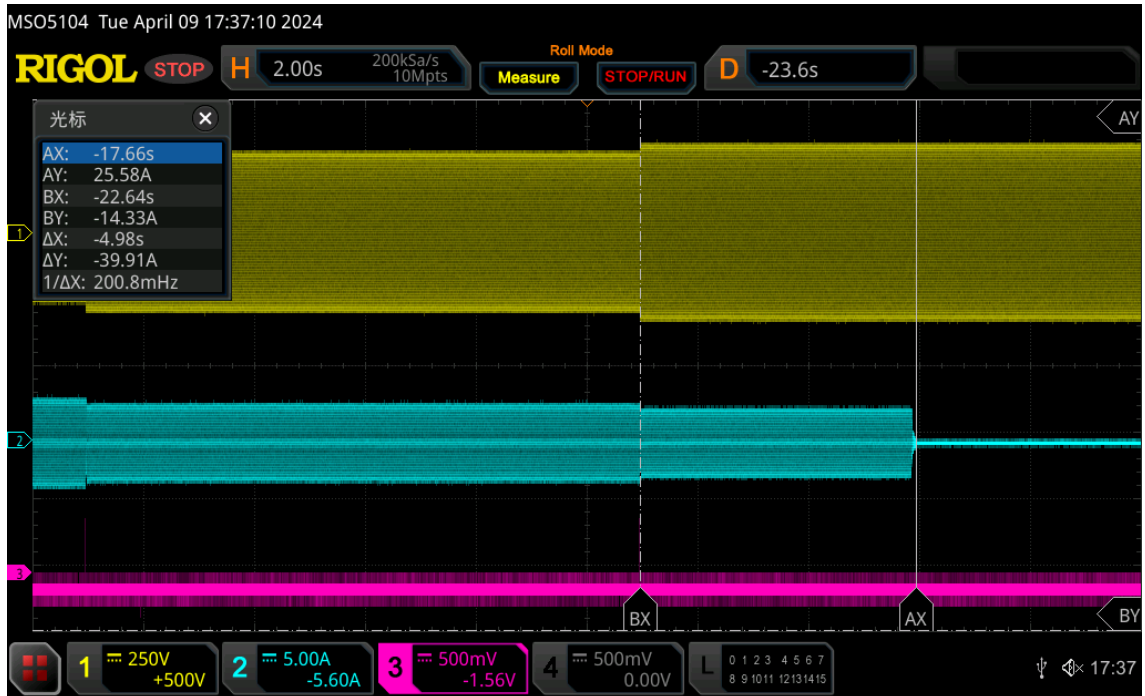 MSO5104 Tue April 09 17:37:10 2024
Roll Mode
RIGOL STOP H 2.00s 200kSa/s 10Mpts Measure STOP/RUN D -23.6s
光标
AX: -17.66s
AY: 25.58A
BX: -22.64s
BY: -14.33A
ΔX: -4.98s
ΔY: -39.91A
1/ΔX: 200.8mHz
AY
1
2
3
BX AX BY
1 250V +500V
2 5.00A -5.60A
3 500mV -1.56V
4 500mV 0.00V
L 0 1 2 3 4 5 6 7
8 9 10 11 12 13 14 15
17:37